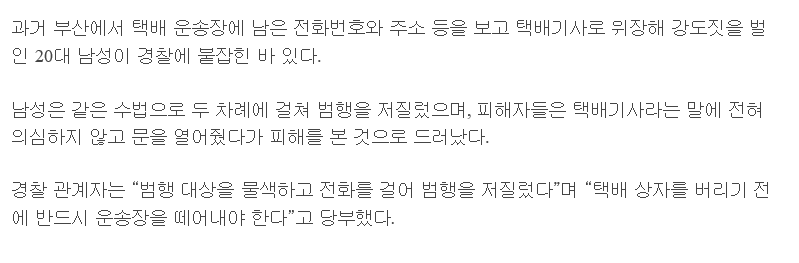 과거 부산에서 택배 운송장에 남은 전화번호와 주소 등을 보고 택배기사로 위장해 강도짓을 벌
인 20대 남성이 경찰에 붙잡힌 바 있다.
남성은 같은 수법으로 두 차례에 걸쳐 범행을 저질렀으며, 피해자들은 택배기사라는 말에 전혀
의심하지 않고 문을 열어줬다가 피해를 본 것으로 드러났다.
경찰 관계자는 “범행 대상을 물색하고 전화를 걸어 범행을 저질렀다”며 “택배 상자를 버리기 전
에 반드시 운송장을 떼어내야 한다”고 당부했다.